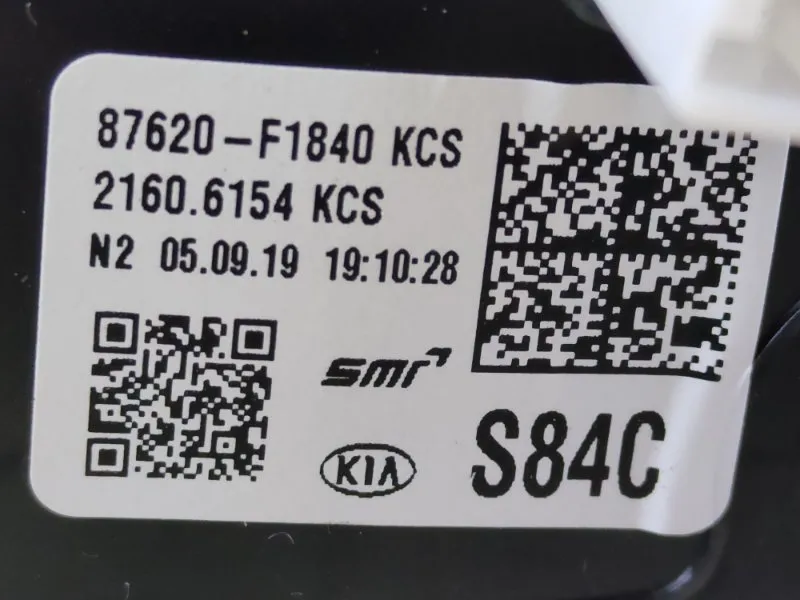 87620-F1840 KCS
2160.6154 KCS
N2 05.09.19 19:10:28
smr
KIA
S84C